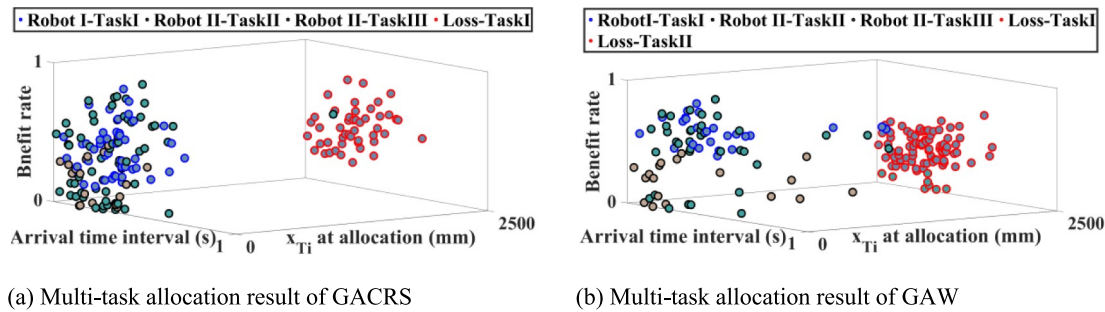 Robot I-TaskI Robot II-TaskII Robot II-TaskIII Loss-TaskI
1
Bnefit rate
0
Arrival time interval (s)
1
0
x_Ti at allocation (mm)
2500
(a) Multi-task allocation result of GACRS
RobotI-TaskI Robot II-TaskII Robot II-TaskIII Loss-TaskI
Loss-TaskII
1
Benefit rate
0
Arrival time interval (s)
1
0
x_Ti at allocation (mm)
2500
(b) Multi-task allocation result of GAW